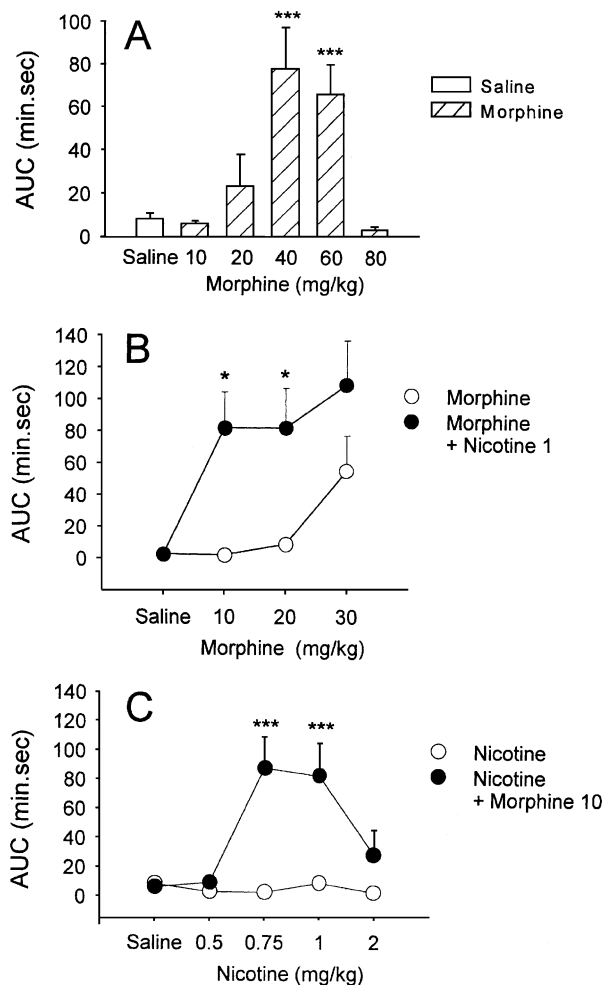 A
AUC (min.sec)
100
80
60
40
20
0
*** ***
Saline 10 20 40 60 80
Morphine (mg/kg)
Saline
Morphine
B
AUC (min.sec)
140
120
100
80
60
40
20
0
* *
Saline 10 20 30
Morphine (mg/kg)
Morphine
Morphine
+ Nicotine 1
C
AUC (min.sec)
140
120
100
80
60
40
20
0
*** ***
Saline 0.5 0.75 1 2
Nicotine (mg/kg)
Nicotine
Nicotine
+ Morphine 10